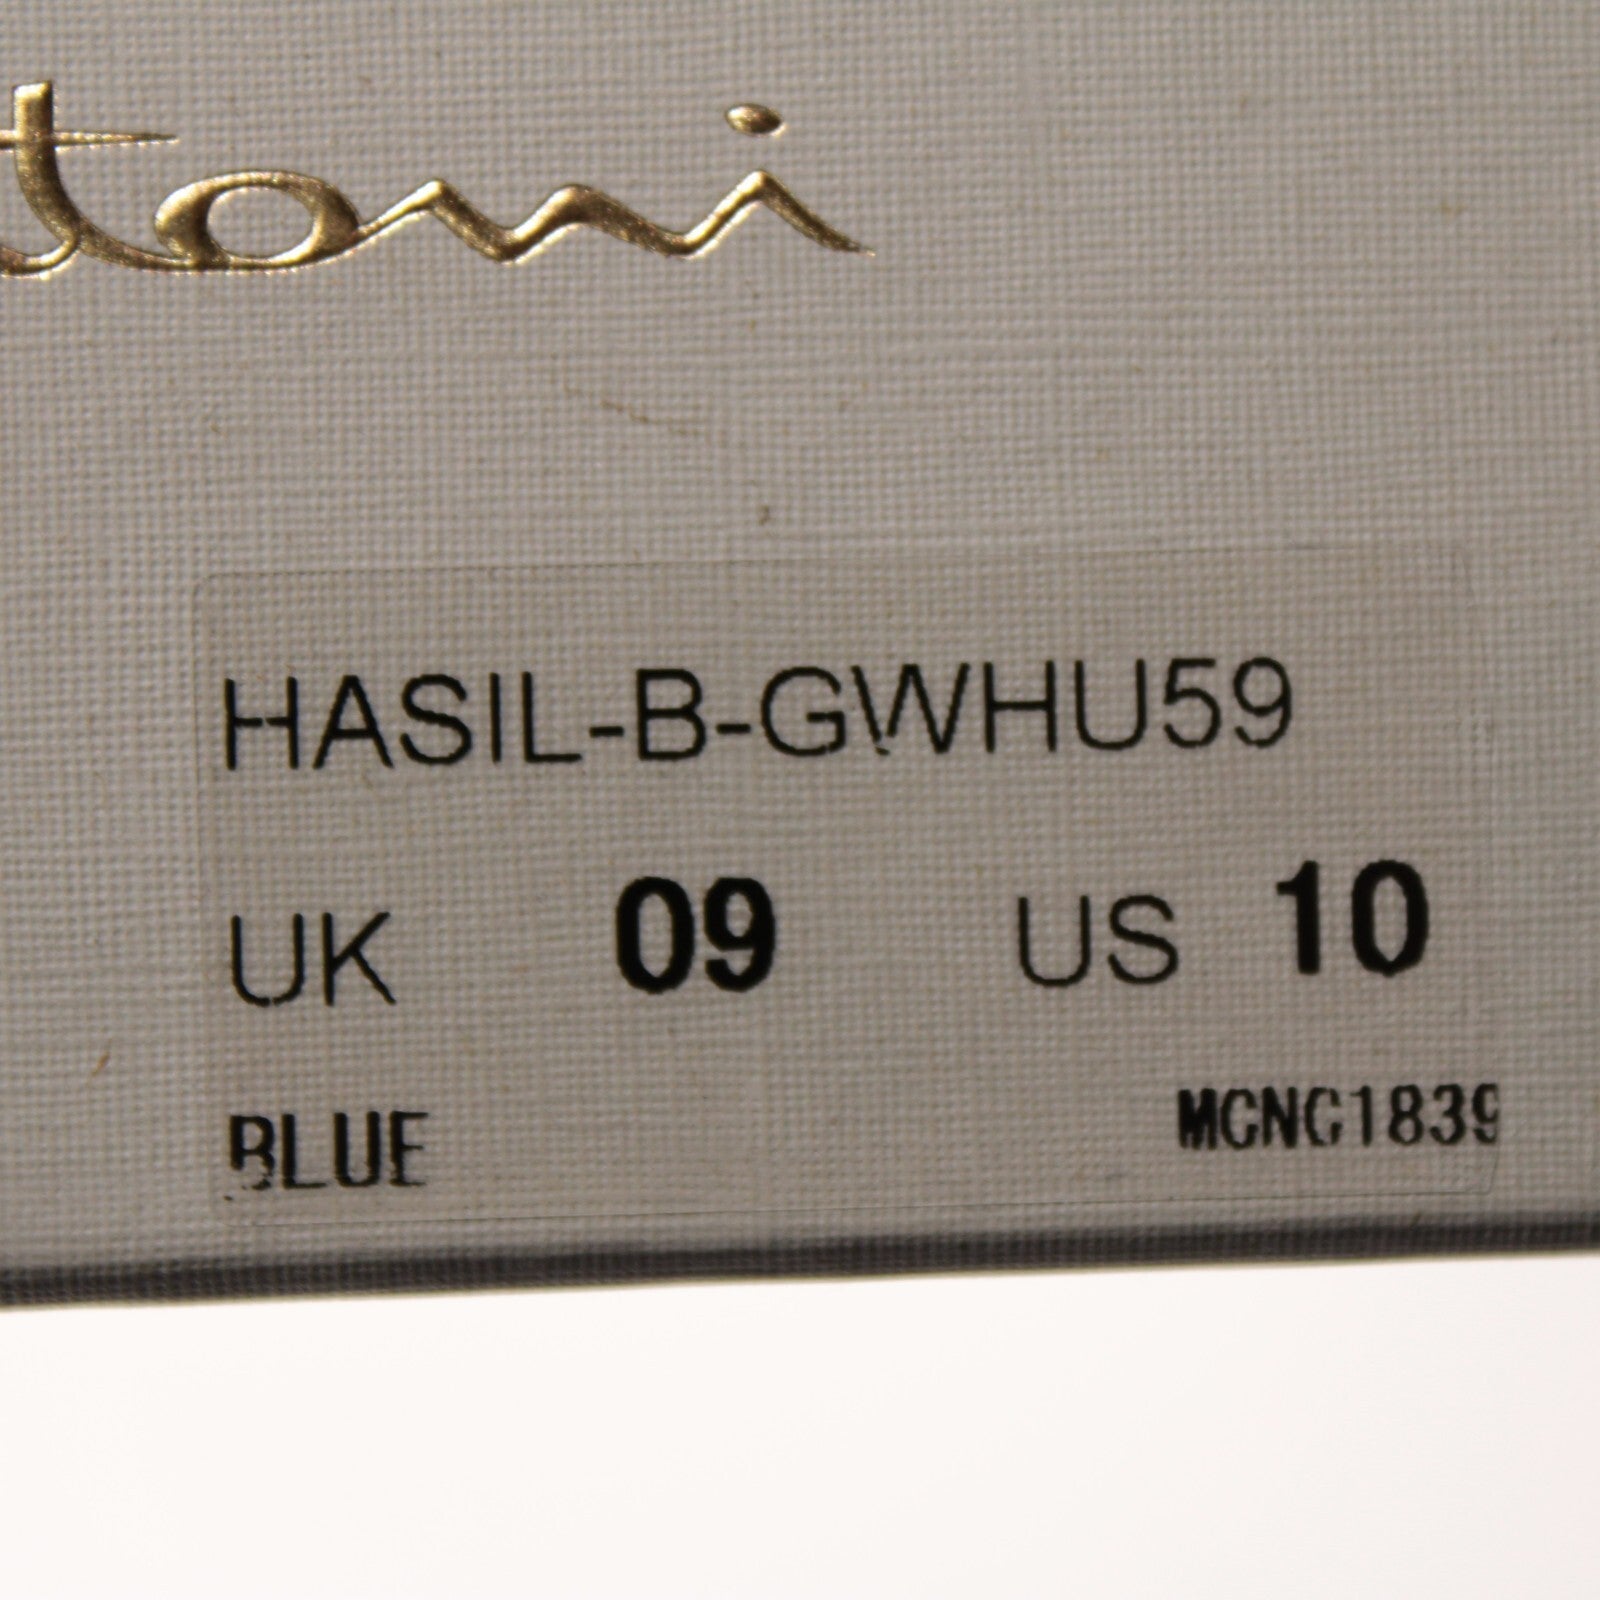 toni
HASIL-B-GWHU59
UK 09 US 10
BLUE MCNC1839